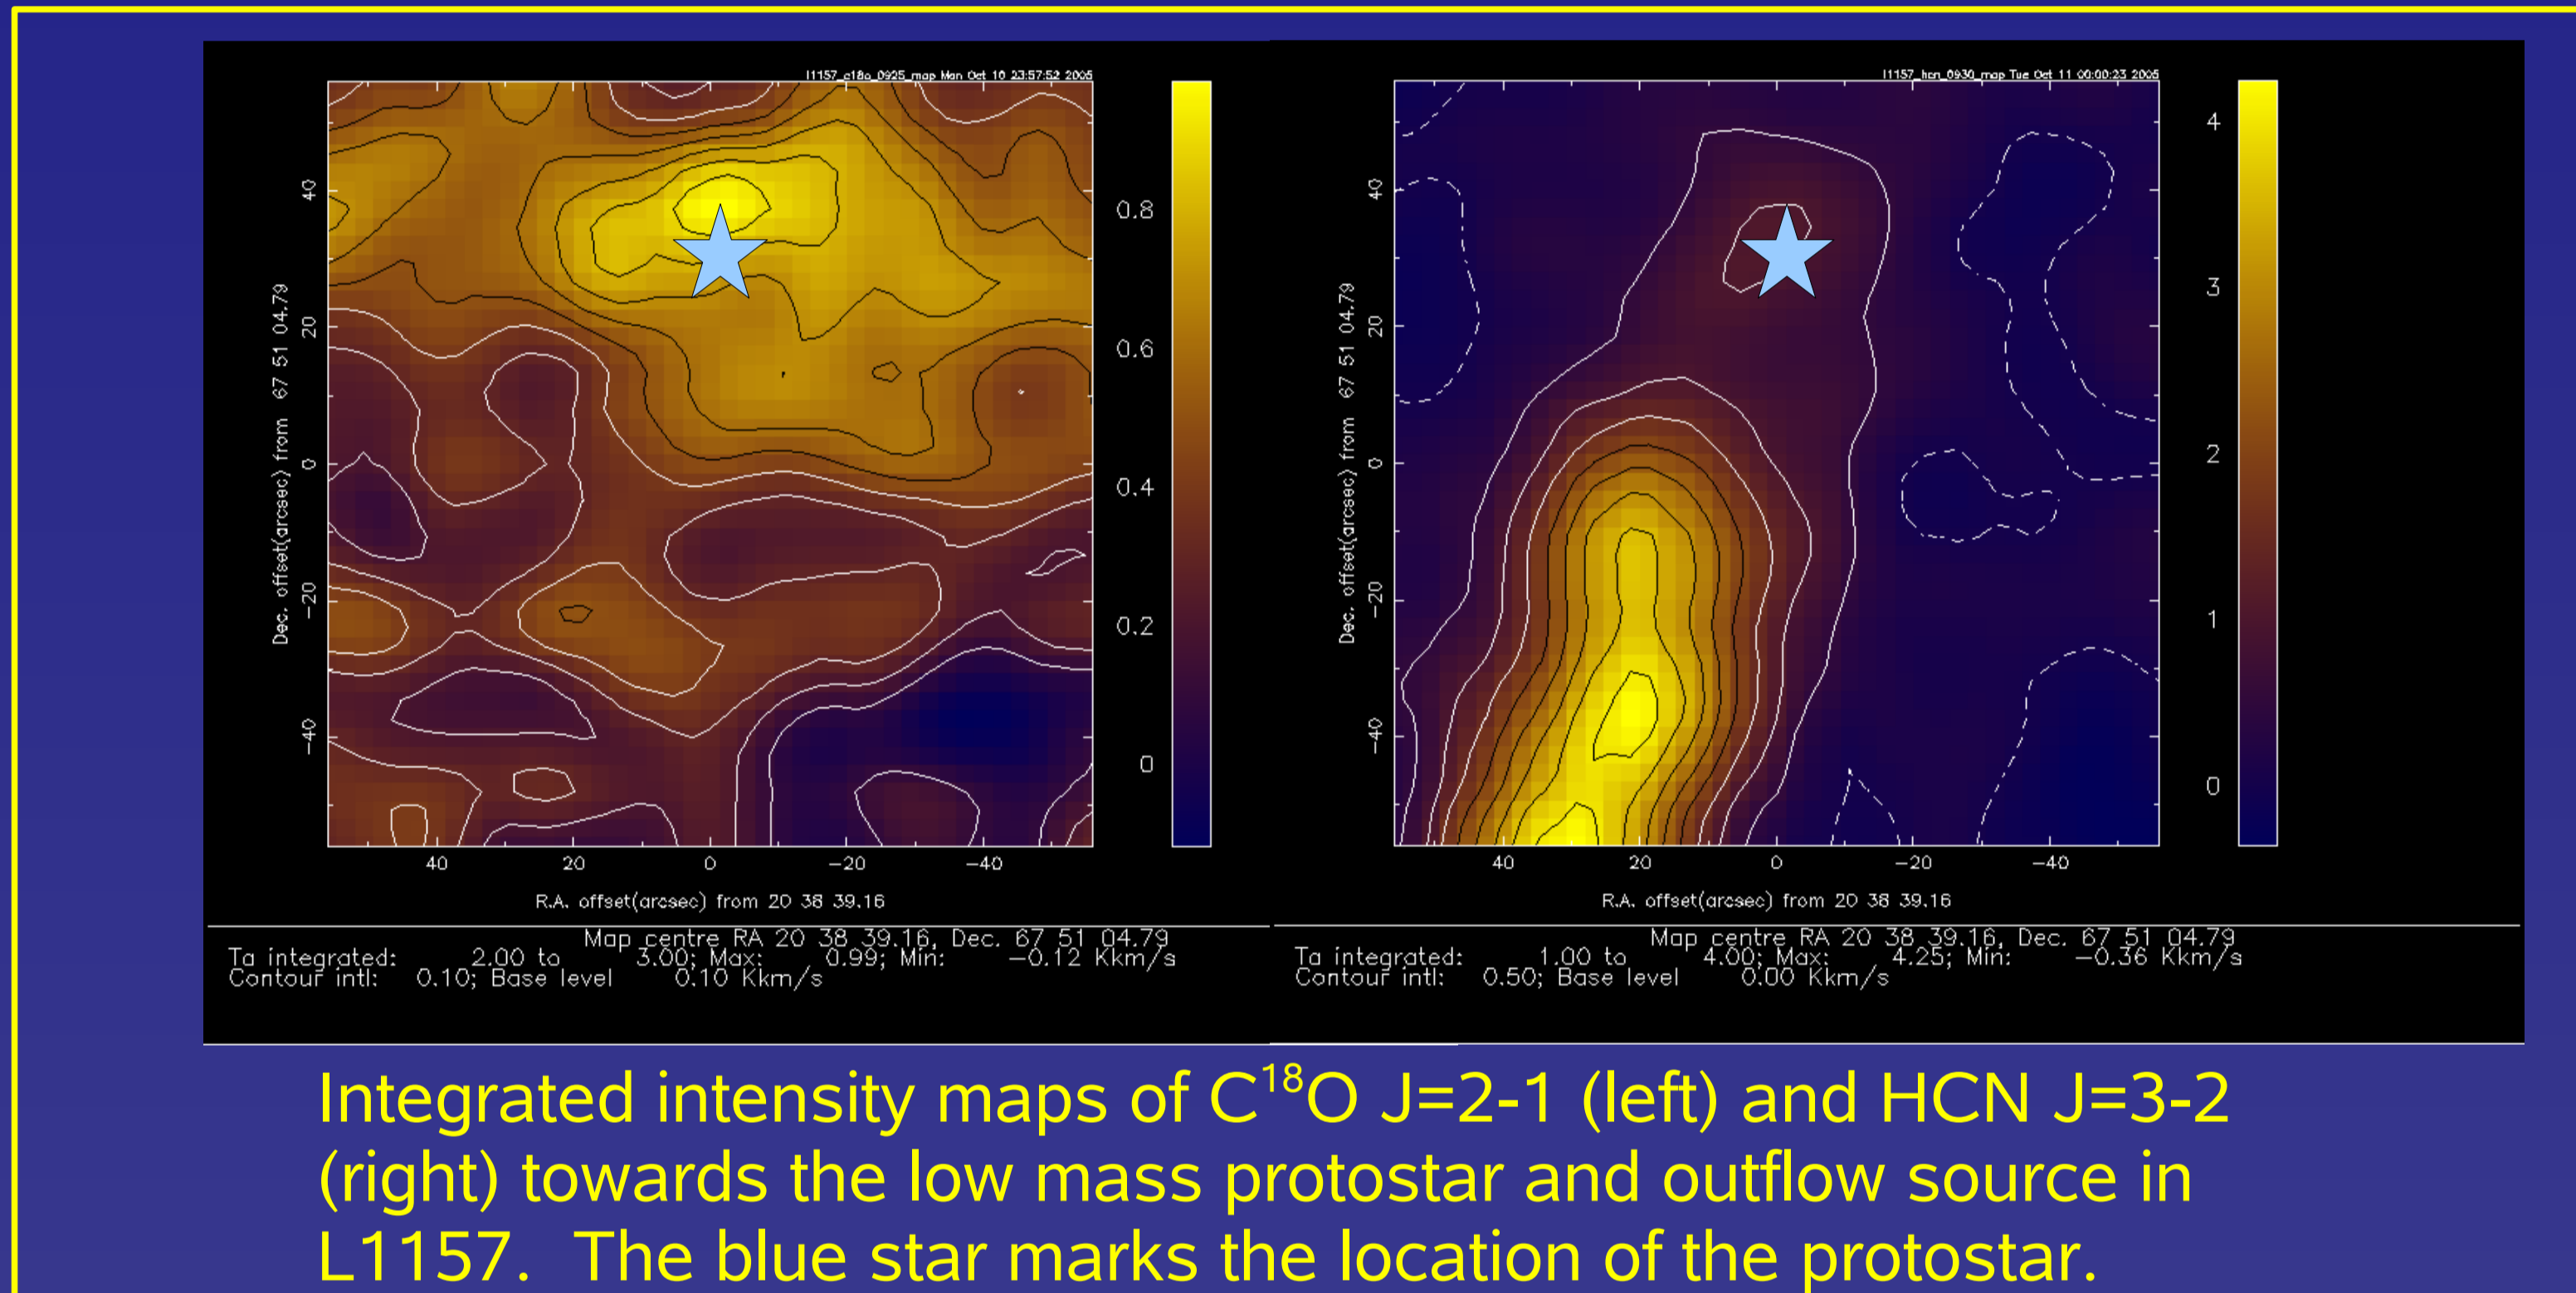 l1157_c18o_0925_map Mon Oct 10 23:57:52 2005
40
20
0
−20
−40
Dec. offset(arcsec) from 67 51 04.79
40
20
0
−20
−40
R.A. offset(arcsec) from 20 38 39.16
0.8
0.6
0.4
0.2
0
Map centre RA 20 38 39.16, Dec. 67 51 04.79
Ta integrated: 2.00 to 3.00; Max: 0.99; Min: −0.12 Kkm/s
Contour intl: 0.10; Base level 0.10 Kkm/s
l1157_hcn_0930_map Tue Oct 11 00:00:23 2005
40
20
0
−20
−40
Dec. offset(arcsec) from 67 51 04.79
40
20
0
−20
−40
R.A. offset(arcsec) from 20 38 39.16
4
3
2
1
0
Map centre RA 20 38 39.16, Dec. 67 51 04.79
Ta integrated: 1.00 to 4.00; Max: 4.25; Min: −0.36 Kkm/s
Contour intl: 0.50; Base level 0.00 Kkm/s
Integrated intensity maps of C¹⁸O J=2-1 (left) and HCN J=3-2
(right) towards the low mass protostar and outflow source in
L1157. The blue star marks the location of the protostar.